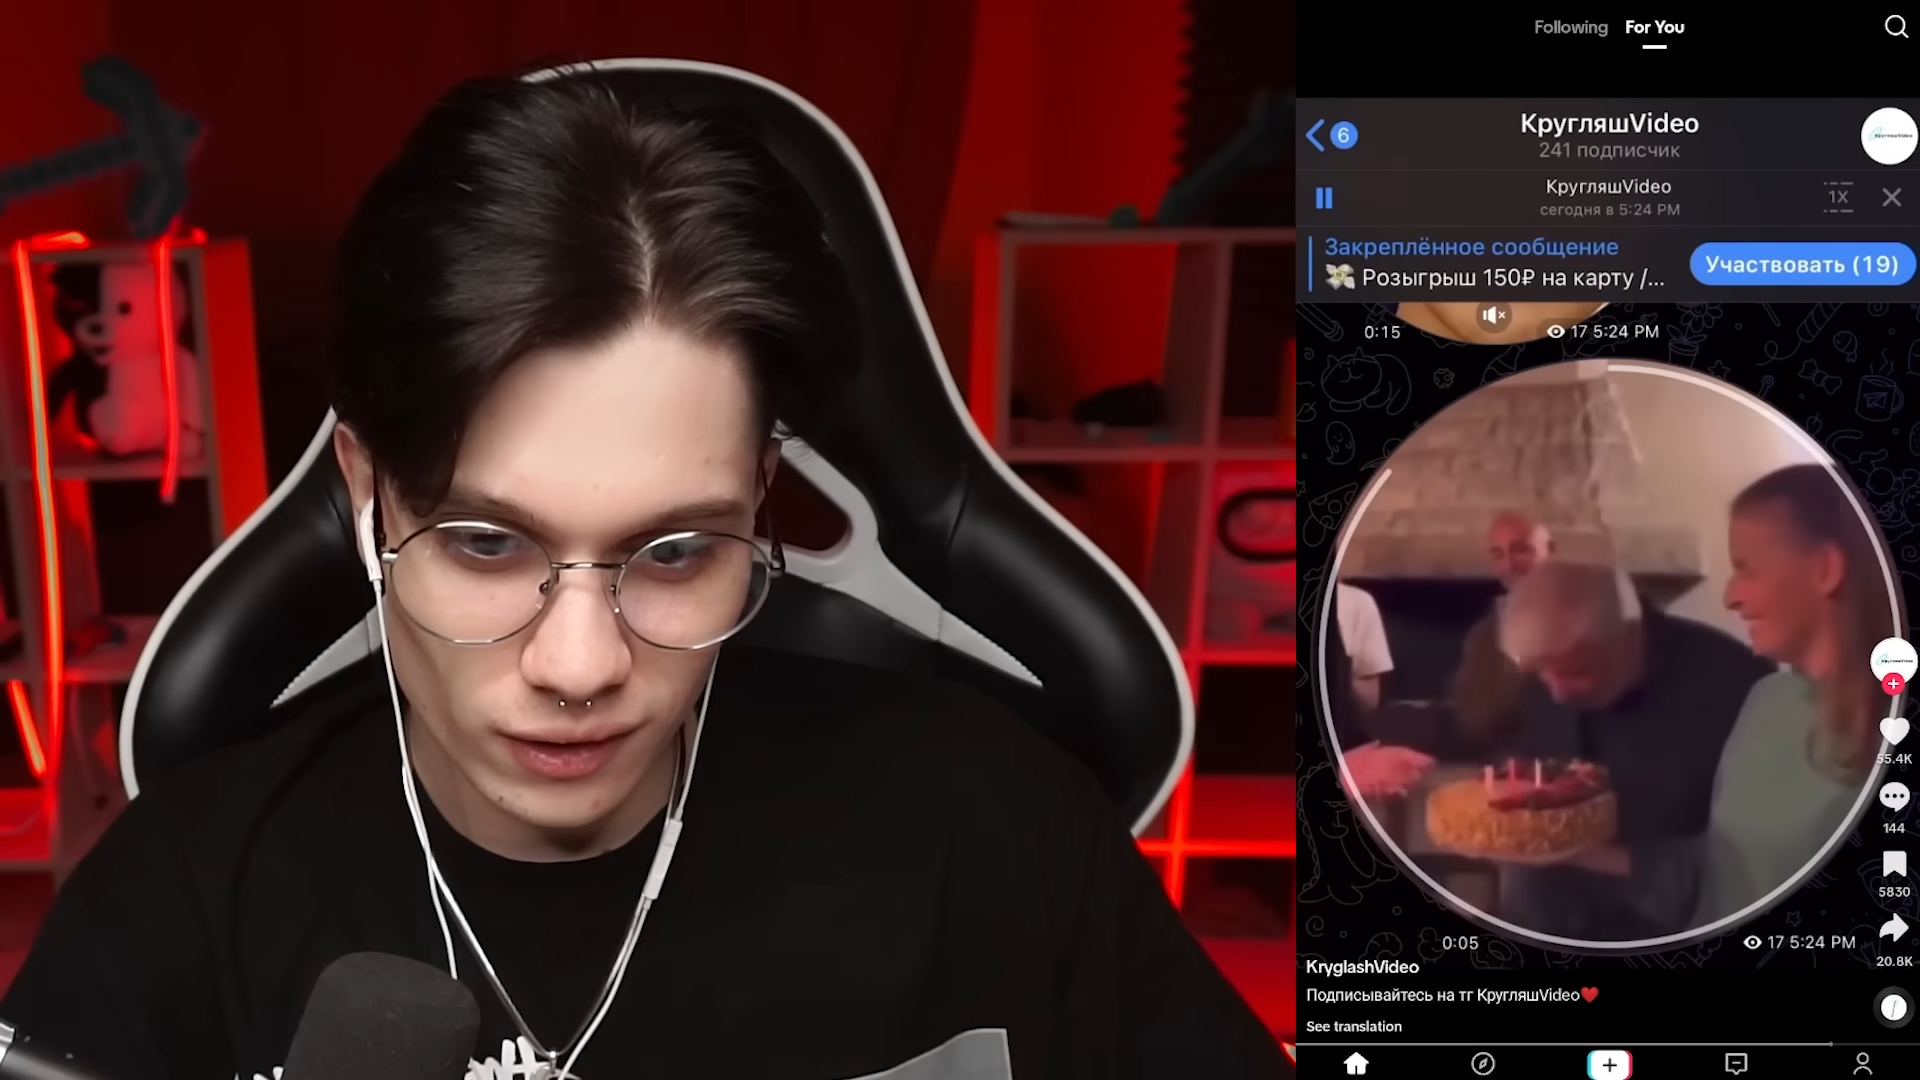 Following For You
6
КругляшVideo
241 подписчик
КругляшVideo
сегодня в 5:24 PM
1X
Закреплённое сообщение
Розыгрыш 150₽ на карту /...
Участвовать (19)
0:15
17 5:24 PM
55.4K
144
5830
20.8K
0:05
17 5:24 PM
KryglashVideo
Подписывайтесь на тг КругляшVideo❤️
See translation